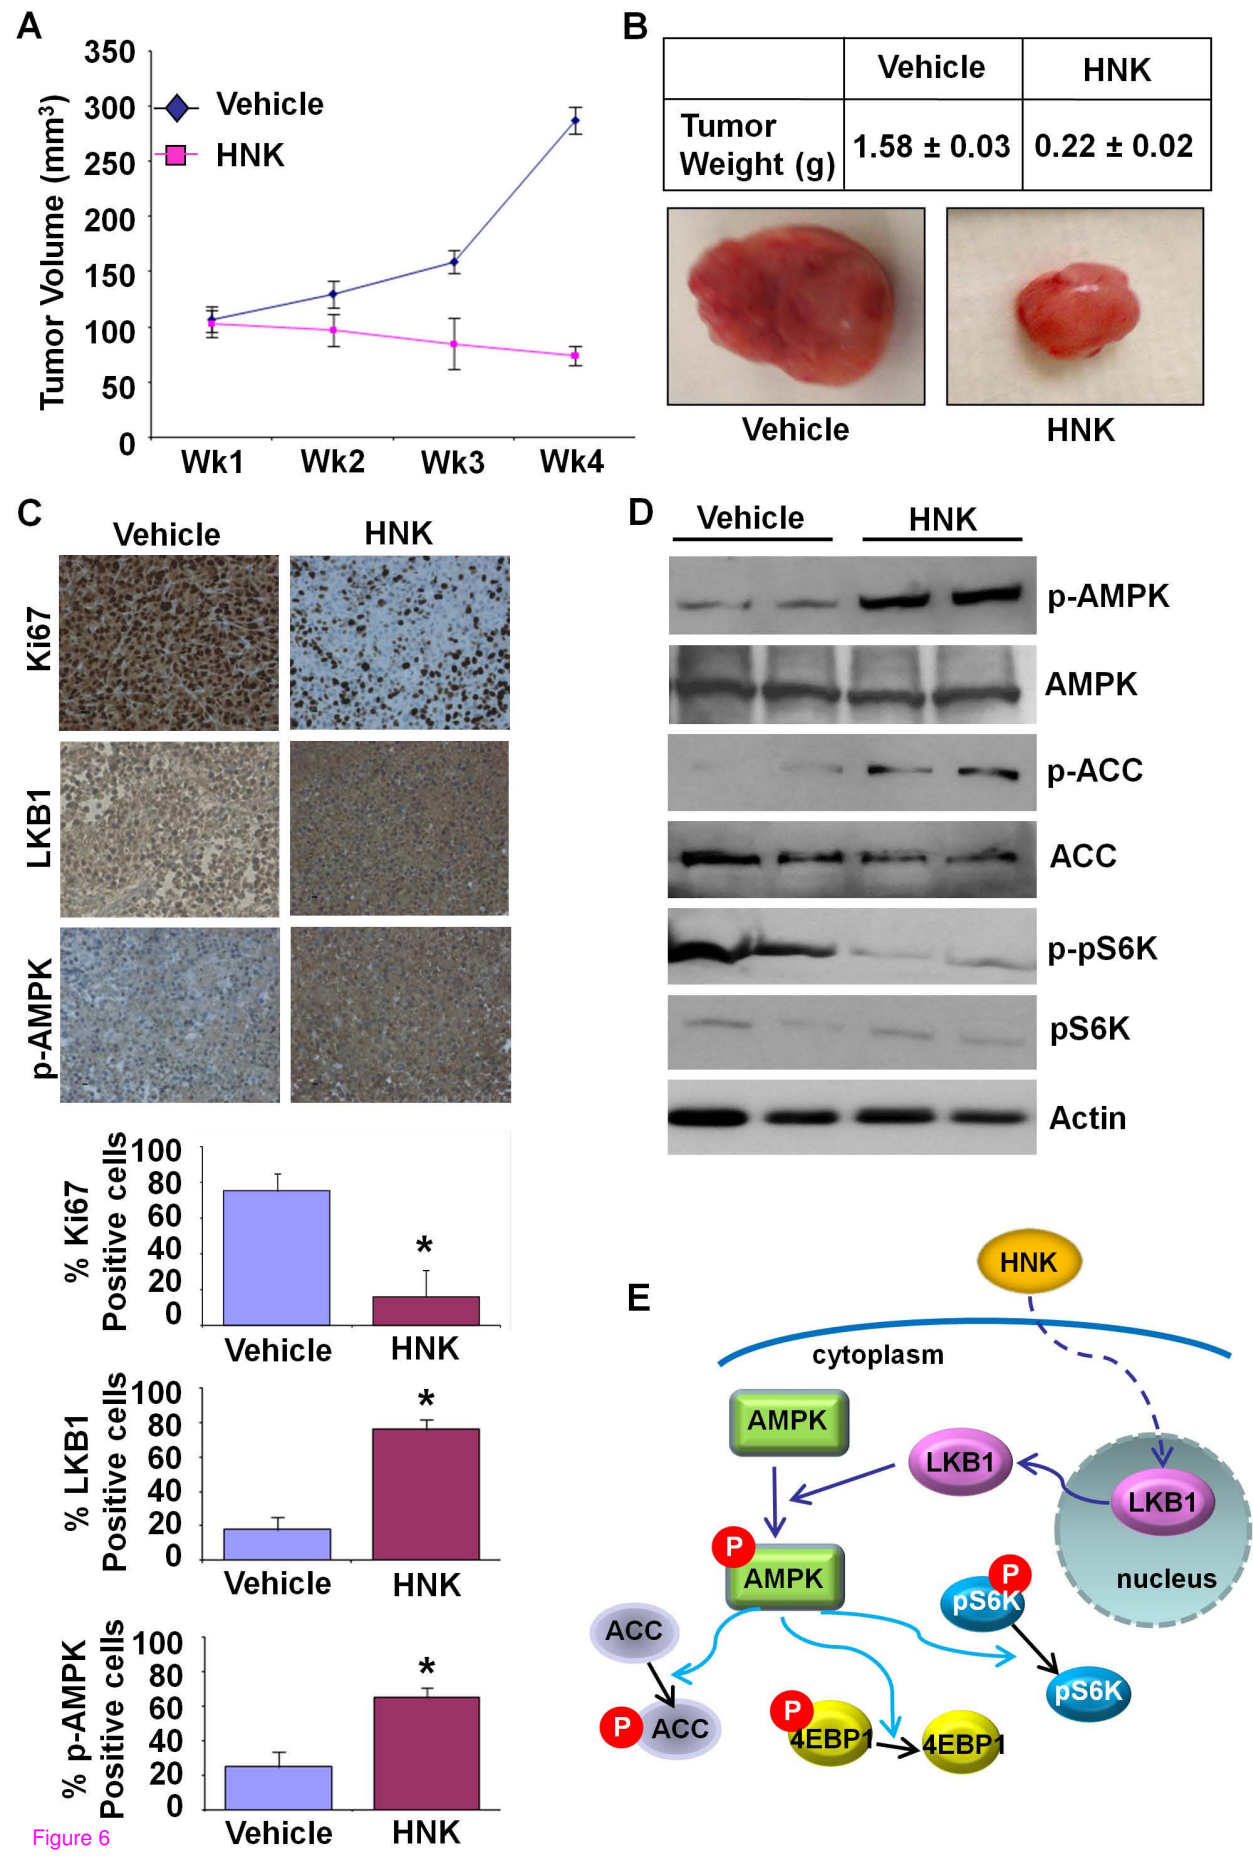 A
350
300
250
200
150
100
50
0
Tumor Volume (mm³)
Vehicle
HNK
Wk1 Wk2 Wk3 Wk4
B
Vehicle HNK
Tumor
Weight (g)
1.58 ± 0.03 0.22 ± 0.02
Vehicle HNK
C
Vehicle HNK
Ki67
LKB1
p-AMPK
% Ki67
Positive cells
100
80
60
40
20
0
*
Vehicle HNK
% LKB1
Positive cells
100
80
60
40
20
0
*
Vehicle HNK
% p-AMPK
Positive cells
100
80
60
40
20
0
*
Vehicle HNK
D
Vehicle HNK
p-AMPK
AMPK
p-ACC
ACC
p-pS6K
pS6K
Actin
E
HNK
cytoplasm
AMPK
LKB1
LKB1
nucleus
P
AMPK
P
pS6K
pS6K
ACC
P
ACC
P
4EBP1
4EBP1
Figure 6